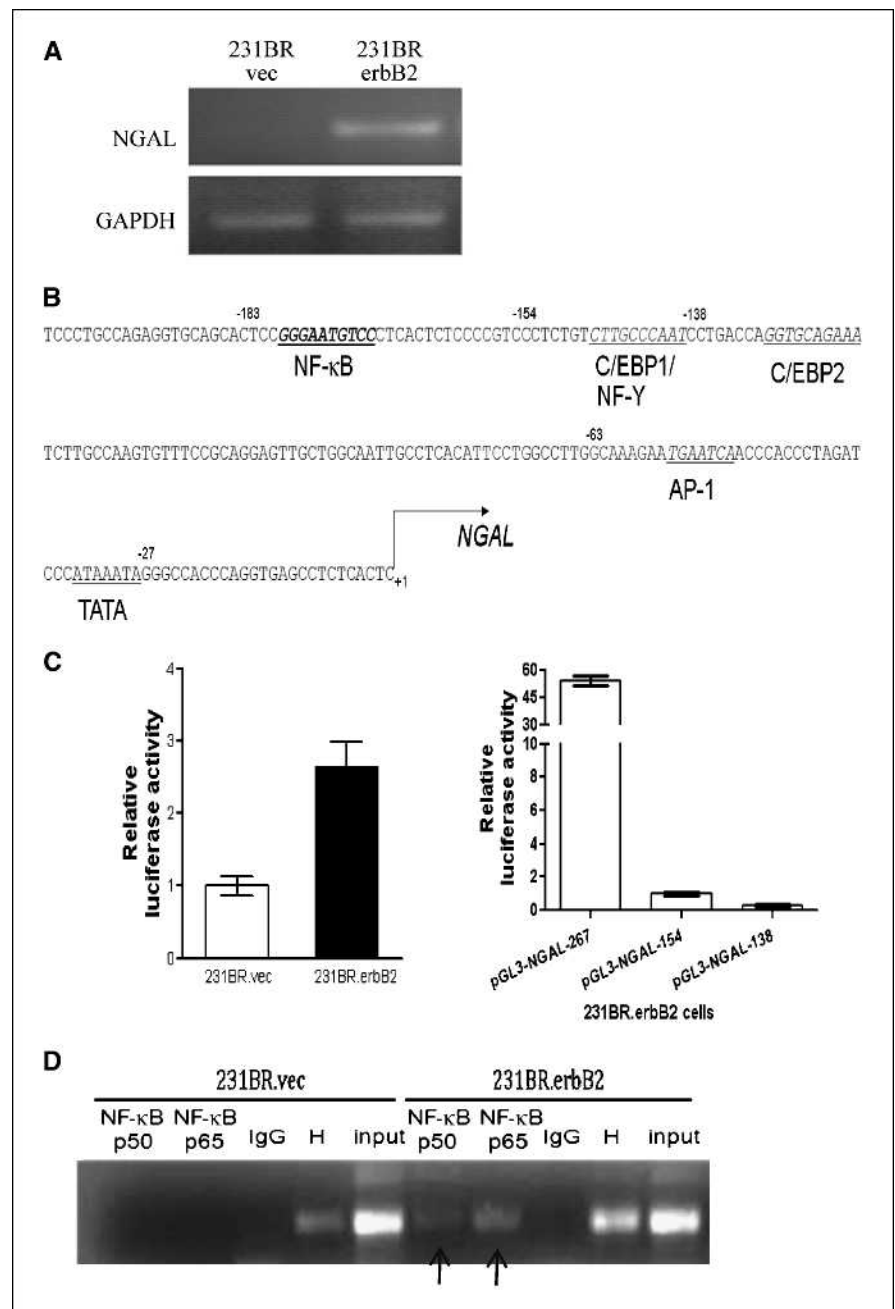 A
231BR 231BR
vec erbB2
NGAL
GAPDH
B
-183 -154 -138
TCCCTGCCAGAGGTGCAGCACTCCGGGAATGTCCCTCACTCTCCCCGTCCCTCTGTCTTGCCCAATCCTGACCAGGTGCAGAAA
NF-κB C/EBP1/ C/EBP2
NF-Y
-63
TCTTGCCAAGTGTTTCCGCAGGAGTTGCTGGCAATTGCCTCACATTCCTGGCCTTGGCAAAGAATGAATCAACCCACCCTAGAT
AP-1
NGAL
-27
CCCATAAATAGGGCCACCCAGGTGAGCCTCTCACTC+1
TATA
C
Relative luciferase activity
4
3
2
1
0
231BR.vec 231BR.erbB2
Relative luciferase activity
60
45
30
10
8
6
4
2
0
pGL3-NGAL-267 pGL3-NGAL-154 pGL3-NGAL-138
231BR.erbB2 cells
D
231BR.vec 231BR.erbB2
NF-κB NF-κB IgG H input NF-κB NF-κB IgG H input
p50 p65 p50 p65